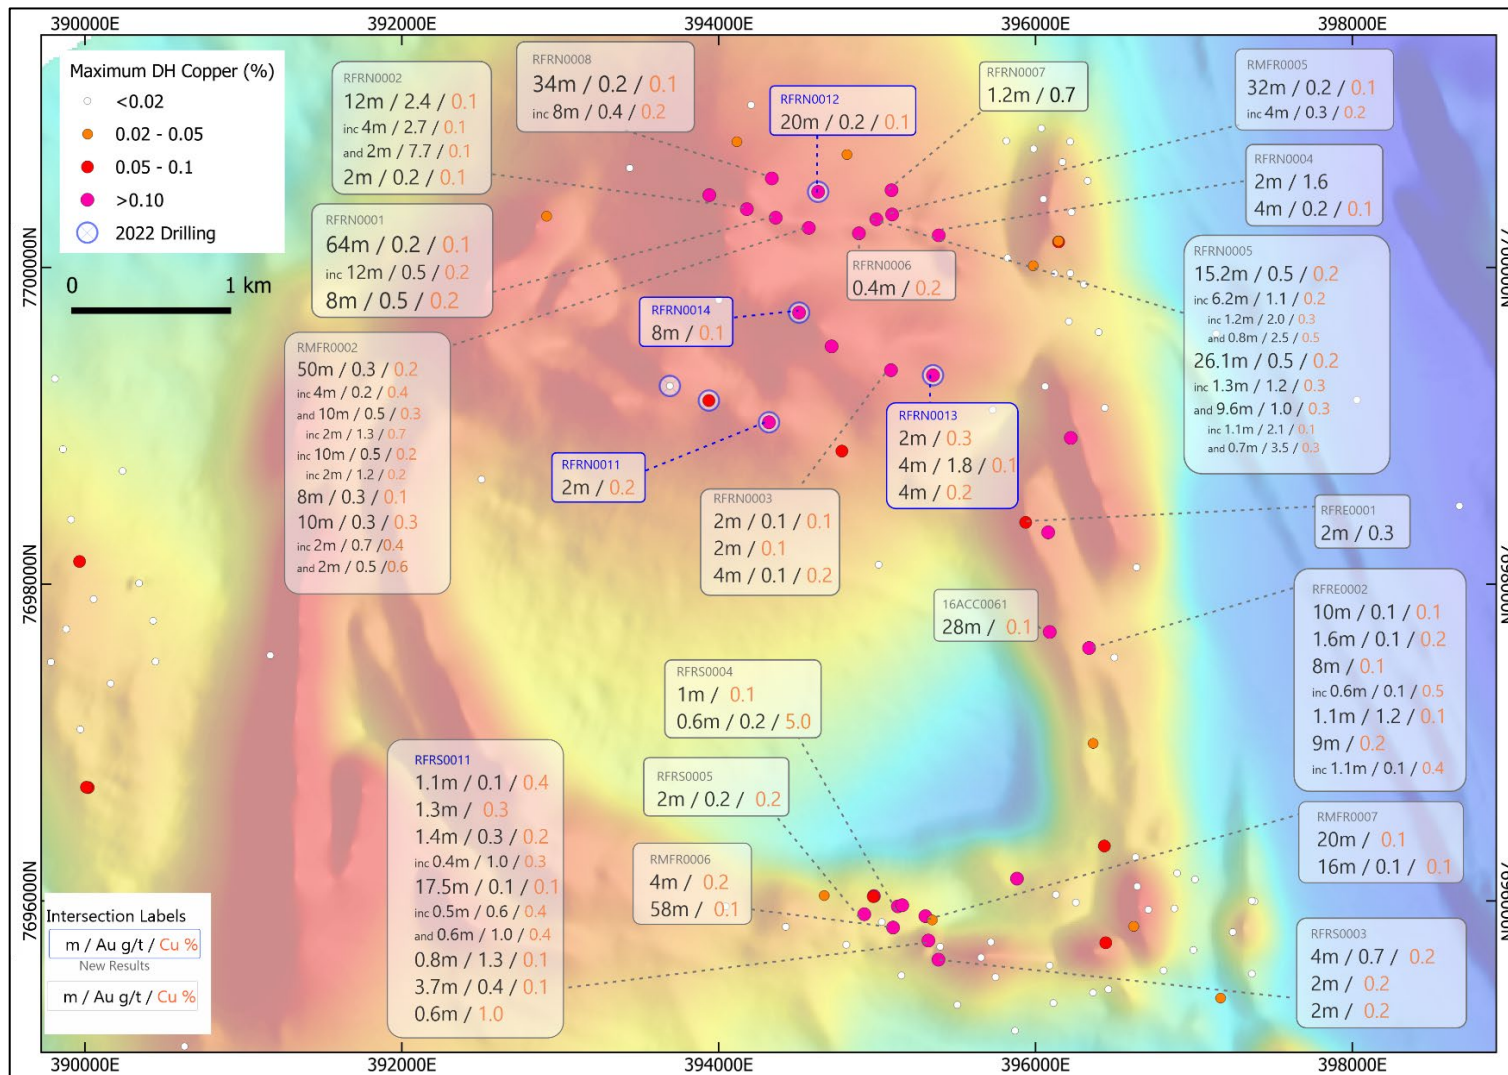 390000E
392000E
394000E
396000E
398000E
Maximum DH Copper (%)
<0.02
0.02 - 0.05
0.05 - 0.1
>0.10
2022 Drilling
0
1 km
7700000N
7698000N
7696000N
7700000N
7698000N
7696000N
RFRN0002
12m / 2.4 / 0.1
inc 4m / 2.7 / 0.1
and 2m / 7.7 / 0.1
2m / 0.2 / 0.1
RFRN0008
34m / 0.2 / 0.1
inc 8m / 0.4 / 0.2
RFRN0012
20m / 0.2 / 0.1
RFRN0007
1.2m / 0.7
RMFR0005
32m / 0.2 / 0.1
inc 4m / 0.3 / 0.2
RFRN0004
2m / 1.6
4m / 0.2 / 0.1
RFRN0001
64m / 0.2 / 0.1
inc 12m / 0.5 / 0.2
8m / 0.5 / 0.2
RFRN0006
0.4m / 0.2
RFRN0005
15.2m / 0.5 / 0.2
inc 6.2m / 1.1 / 0.2
inc 1.2m / 2.0 / 0.3
and 0.8m / 2.5 / 0.5
26.1m / 0.5 / 0.2
inc 1.3m / 1.2 / 0.3
and 9.6m / 1.0 / 0.3
inc 1.1m / 2.1 / 0.1
and 0.7m / 3.5 / 0.3
RFRN0014
8m / 0.1
RMFR0002
50m / 0.3 / 0.2
inc 4m / 0.2 / 0.4
and 10m / 0.5 / 0.3
inc 2m / 1.3 / 0.7
inc 10m / 0.5 / 0.2
inc 2m / 1.2 / 0.2
8m / 0.3 / 0.1
10m / 0.3 / 0.3
inc 2m / 0.7 /0.4
and 2m / 0.5 /0.6
RFRN0011
2m / 0.2
RFRN0013
2m / 0.3
4m / 1.8 / 0.1
4m / 0.2
RFRN0003
2m / 0.1 / 0.1
2m / 0.1
4m / 0.1 / 0.2
RFRE0001
2m / 0.3
16ACC0061
28m / 0.1
RFRE0002
10m / 0.1 / 0.1
1.6m / 0.1 / 0.2
8m / 0.1
inc 0.6m / 0.1 / 0.5
1.1m / 1.2 / 0.1
9m / 0.2
inc 1.1m / 0.1 / 0.4
RFRS0004
1m / 0.1
0.6m / 0.2 / 5.0
RFRS0005
2m / 0.2 / 0.2
RFRS0011
1.1m / 0.1 / 0.4
1.3m / 0.3
1.4m / 0.3 / 0.2
inc 0.4m / 1.0 / 0.3
17.5m / 0.1 / 0.1
inc 0.5m / 0.6 / 0.4
and 0.6m / 1.0 / 0.4
0.8m / 1.3 / 0.1
3.7m / 0.4 / 0.1
0.6m / 1.0
RMFR0006
4m / 0.2
58m / 0.1
RMFR0007
20m / 0.1
16m / 0.1 / 0.1
RFRS0003
4m / 0.7 / 0.2
2m / 0.2
2m / 0.2
Intersection Labels
m / Au g/t / Cu %
New Results
m / Au g/t / Cu %
390000E
392000E
394000E
396000E
398000E